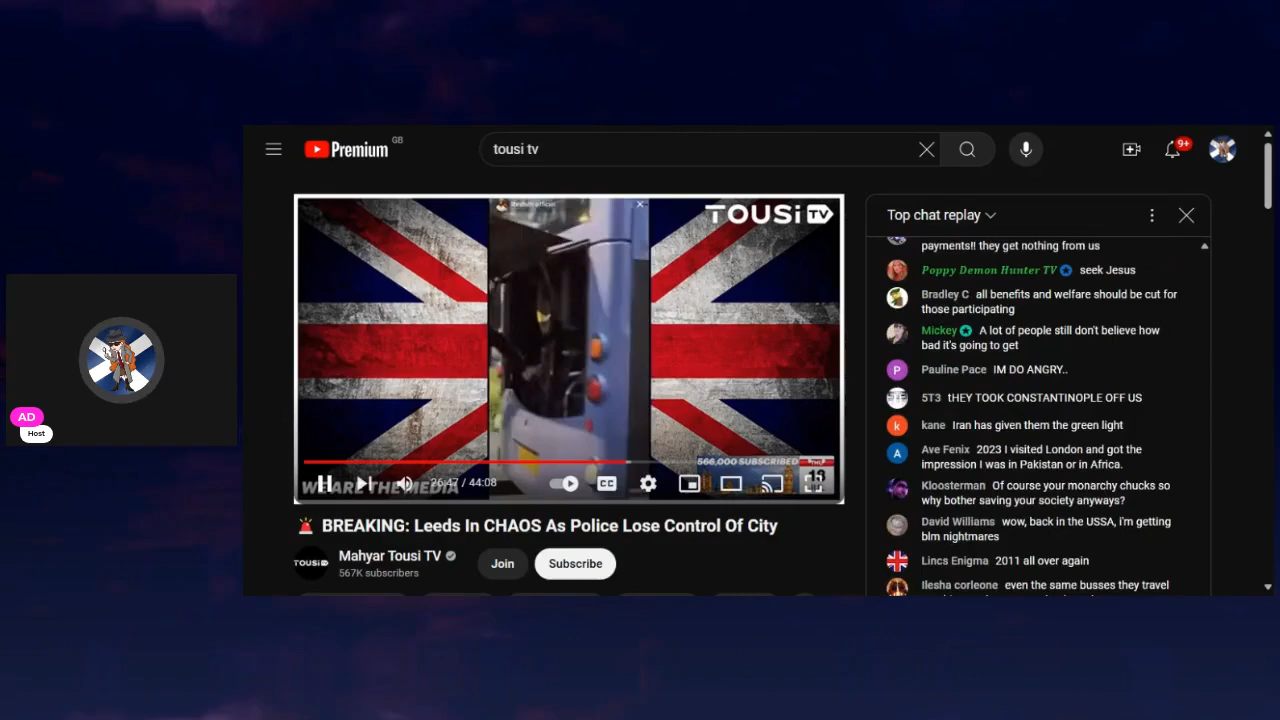 Premium GB
tousi tv
9+
TOUSi TV
Top chat replay
payments!! they get nothing from us
Poppy Demon Hunter TV seek Jesus
Bradley C all benefits and welfare should be cut for
those participating
Mickey A lot of people still don't believe how
bad it's going to get
P Pauline Pace IM DO ANGRY..
5T3 tHEY TOOK CONSTANTINOPLE OFF US
k kane Iran has given them the green light
A Ave Fenix 2023 I visited London and got the
impression I was in Pakistan or in Africa.
Kloosterman Of course your monarchy chucks so
why bother saving your society anyways?
David Williams wow, back in the USSA, i'm getting
blm nightmares
Lincs Enigma 2011 all over again
Ilesha corleone even the same busses they travel
AD
Host
566,000 SUBSCRIBED
WE ARE THE MEDIA
26:47 / 44:08
CC
BREAKING: Leeds In CHAOS As Police Lose Control Of City
TOUSi
Mahyar Tousi TV
567K subscribers
Join
Subscribe